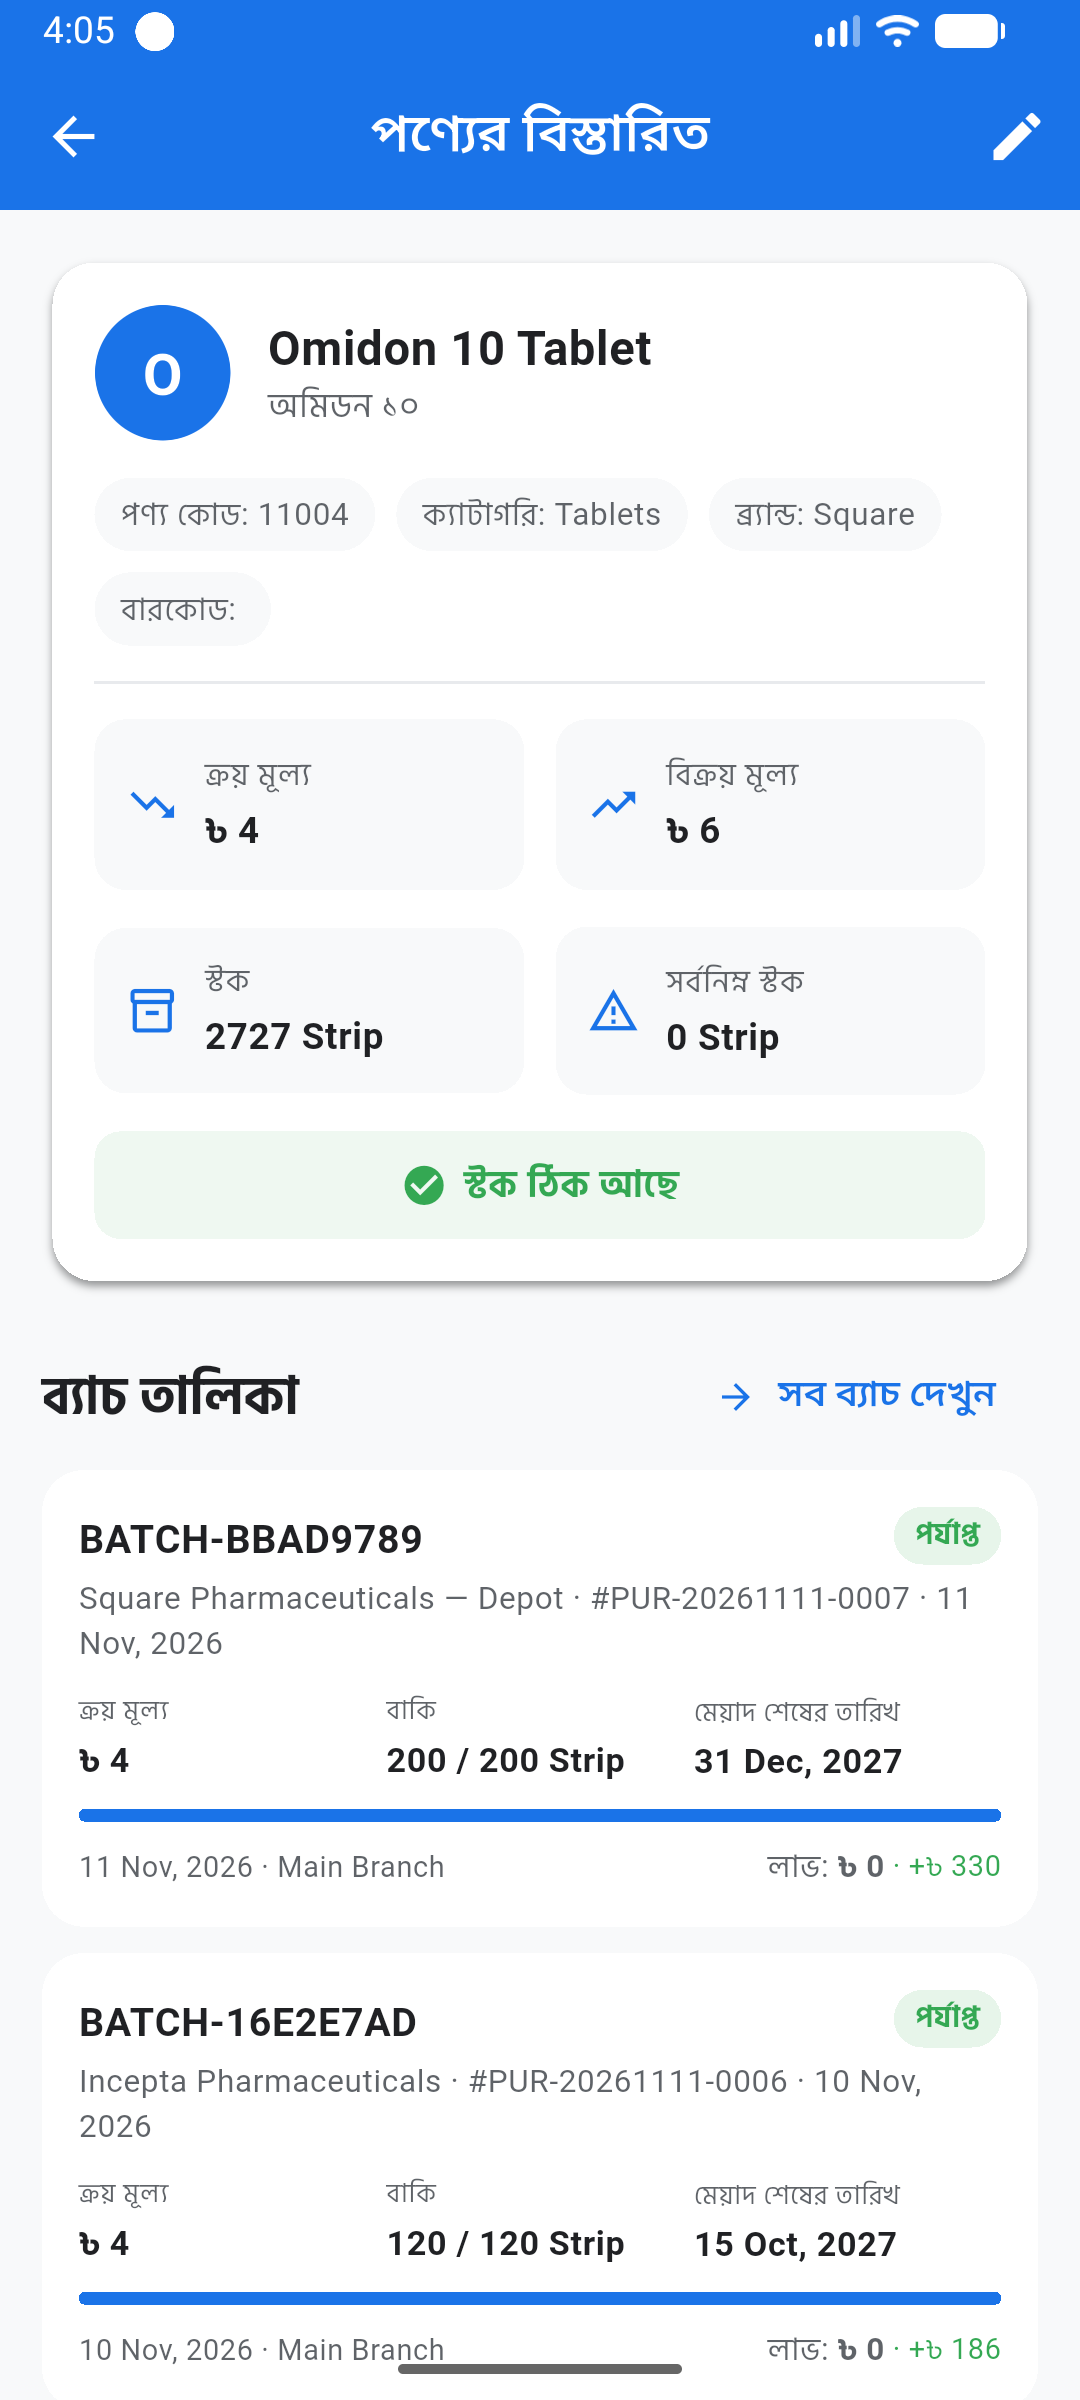 4:05
পণ্যের বিস্তারিত
O
Omidon 10 Tablet
অমিডন ১০
পণ্য কোড: 11004
ক্যাটাগরি: Tablets
ব্র্যান্ড: Square
বারকোড:
ক্রয় মূল্য
৳ 4
বিক্রয় মূল্য
৳ 6
স্টক
2727 Strip
সর্বনিম্ন স্টক
0 Strip
স্টক ঠিক আছে
ব্যাচ তালিকা
সব ব্যাচ দেখুন
BATCH-BBAD9789
পর্যাপ্ত
Square Pharmaceuticals — Depot · #PUR-20261111-0007 · 11
Nov, 2026
ক্রয় মূল্য
৳ 4
বাকি
200 / 200 Strip
মেয়াদ শেষের তারিখ
31 Dec, 2027
11 Nov, 2026 · Main Branch
লাভ: ৳ 0 · +৳ 330
BATCH-16E2E7AD
পর্যাপ্ত
Incepta Pharmaceuticals · #PUR-20261111-0006 · 10 Nov,
2026
ক্রয় মূল্য
৳ 4
বাকি
120 / 120 Strip
মেয়াদ শেষের তারিখ
15 Oct, 2027
10 Nov, 2026 · Main Branch
লাভ: ৳ 0 · +৳ 186